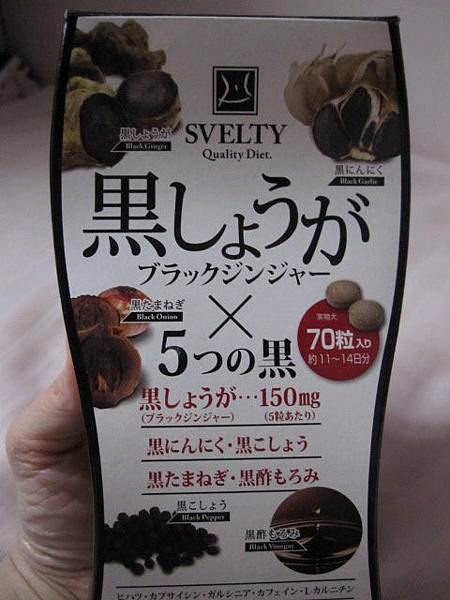 黒しょうが
Black Ginger
SVELTY
Quality Diet.
黒にんにく
Black Garlic
黒しょうが
ブラックジンジャー
黒たまねぎ
Black Onion
×
5つの黒
実物大
70粒入り
約11～14日分
黒しょうが…150mg
(ブラックジンジャー) (5粒あたり)
黒にんにく・黒こしょう
黒たまねぎ・黒酢もろみ
黒こしょう
Black Pepper
黒酢もろみ
Black Vinegar
ヒハツ・カプサイシン・ガルシニア・カフェイン・L-カルニチン